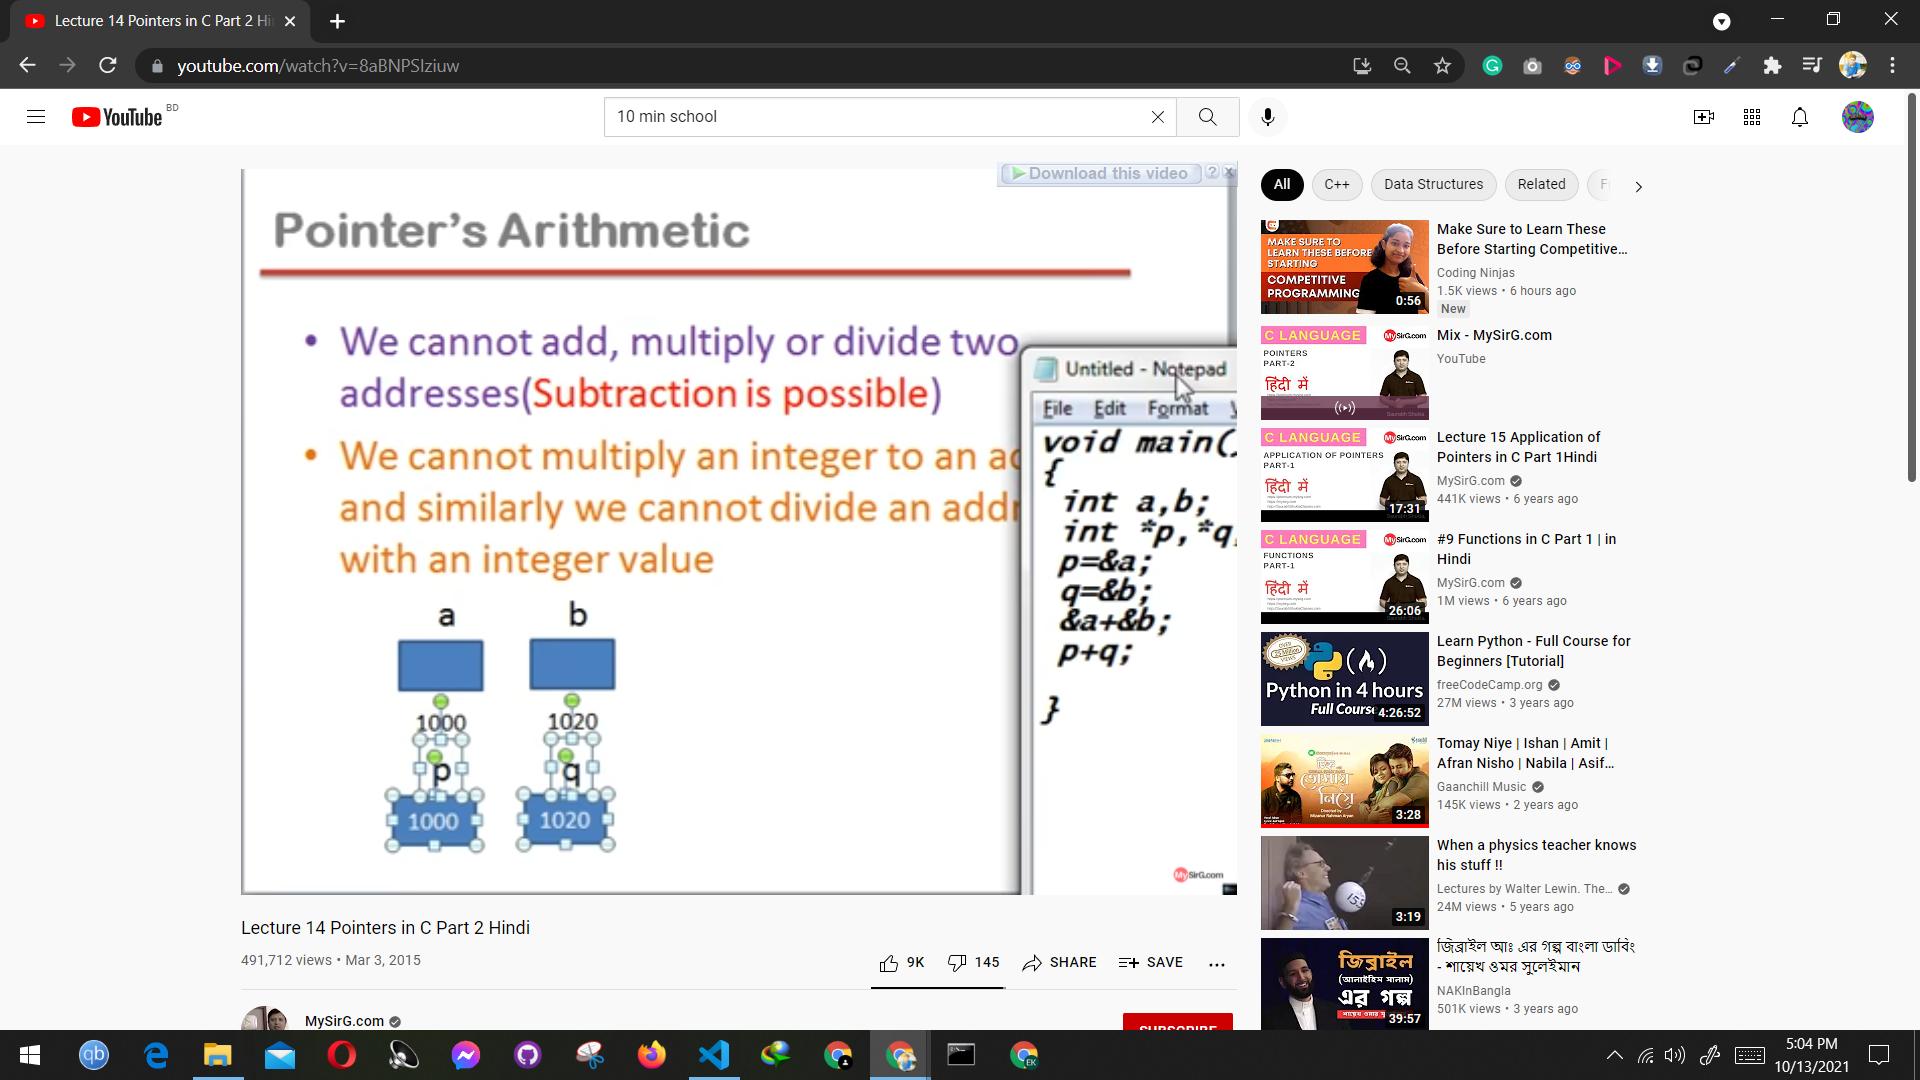 Lecture 14 Pointers in C Part 2 Hi
youtube.com/watch?v=8aBNPSIziuw
YouTube BD
10 min school
Download this video
Pointer's Arithmetic
• We cannot add, multiply or divide two
addresses(Subtraction is possible)
• We cannot multiply an integer to an
and similarly we cannot divide an
with an integer value
a b
1000 1020
p q
1000 1020
Untitled - Notepad
File Edit Format
void main()
{
int a,b;
int *p,*q,
p=&a;
q=&b;
&a+&b;
p+q;
}
MySirG.com
Lecture 14 Pointers in C Part 2 Hindi
491,712 views • Mar 3, 2015
9K 145 SHARE SAVE
MySirG.com
SUBSCRIBE
All C++ Data Structures Related
MAKE SURE TO
LEARN THESE BEFORE
STARTING
COMPETITIVE
PROGRAMMING
0:56
Make Sure to Learn These
Before Starting Competitive...
Coding Ninjas
1.5K views • 6 hours ago
New
C LANGUAGE MySirG.com
POINTERS
PART-2
हिंदी में
Mix - MySirG.com
YouTube
C LANGUAGE MySirG.com
APPLICATION OF POINTERS
PART-1
हिंदी में
17:31
Lecture 15 Application of
Pointers in C Part 1Hindi
MySirG.com
441K views • 6 years ago
C LANGUAGE MySirG.com
FUNCTIONS
PART-1
हिंदी में
26:06
#9 Functions in C Part 1 | in
Hindi
MySirG.com
1M views • 6 years ago
Python in 4 hours
Full Course
4:26:52
Learn Python - Full Course for
Beginners [Tutorial]
freeCodeCamp.org
27M views • 3 years ago
তোমায়
নিয়ে
3:28
Tomay Niye | Ishan | Amit |
Afran Nisho | Nabila | Asif...
Gaanchill Music
145K views • 2 years ago
3:19
When a physics teacher knows
his stuff !!
Lectures by Walter Lewin. The...
24M views • 5 years ago
জিব্রাইল
(আলাইহিস সালাম)
এর গল্প
39:57
জিব্রাইল আঃ এর গল্প বাংলা ডাবিং
- শায়েখ ওমর সুলেইমান
NAKInBangla
501K views • 3 years ago
qb
EK
5:04 PM
10/13/2021